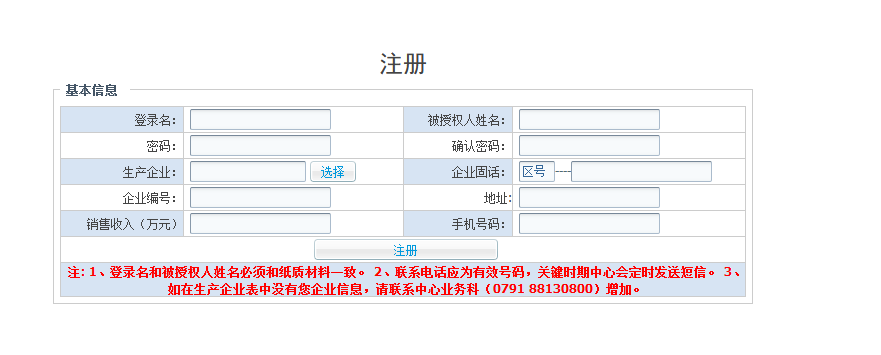 注册
基本信息
登录名： 被授权人姓名：
密码： 确认密码：
生产企业： 选择 企业固话： 区号 ----
企业编号： 地址:
销售收入（万元） 手机号码：
注册
注: 1、登录名和被授权人姓名必须和纸质材料一致。 2、联系电话应为有效号码，关键时期中心会定时发送短信。 3、
如在生产企业表中没有您企业信息，请联系中心业务科（0791 88130800）增加。